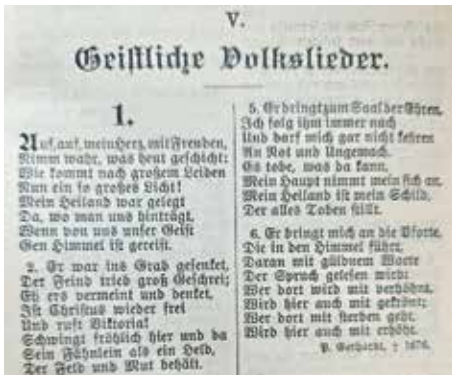 V.
Geistliche Volkslieder.
1.
Auf, auf, mein Herz, mit Freuden,
Nimm wahr, was heut geschicht;
Wie kommt nach großem Leiden
Nun ein so großes Licht!
Mein Heiland war gelegt
Da, wo man uns hinträgt,
Wenn von uns unser Geist
Gen Himmel ist gereist.
2. Er war ins Grab gesenket,
Der Feind trieb groß Geschrei;
Eh ers vermeint und denket,
Ist Christus wieder frei
Und ruft Viktoria!
Schwingt fröhlich hier und da
Sein Fähnlein als ein Held,
Der Feld und Mut behält.
5. Er bringt zum Saal der Ehren,
Ich folg ihm immer nach
Und darf mich gar nicht kehren
An Not und Ungemach.
Es tobe, was da kann,
Mein Haupt nimmt mein sich an,
Mein Heiland ist mein Schild,
Der alles Toben stillt.
6. Er bringt mich an die Pforte,
Die in den Himmel führt,
Daran mit güldnem Worte
Der Spruch gelesen wird:
Wer dort wird mit verhöhnt,
Wird hier auch mit gekrönt;
Wer dort mit sterben geht,
Wird hier auch mit erhöht.
P. Gerhardt, † 1676.